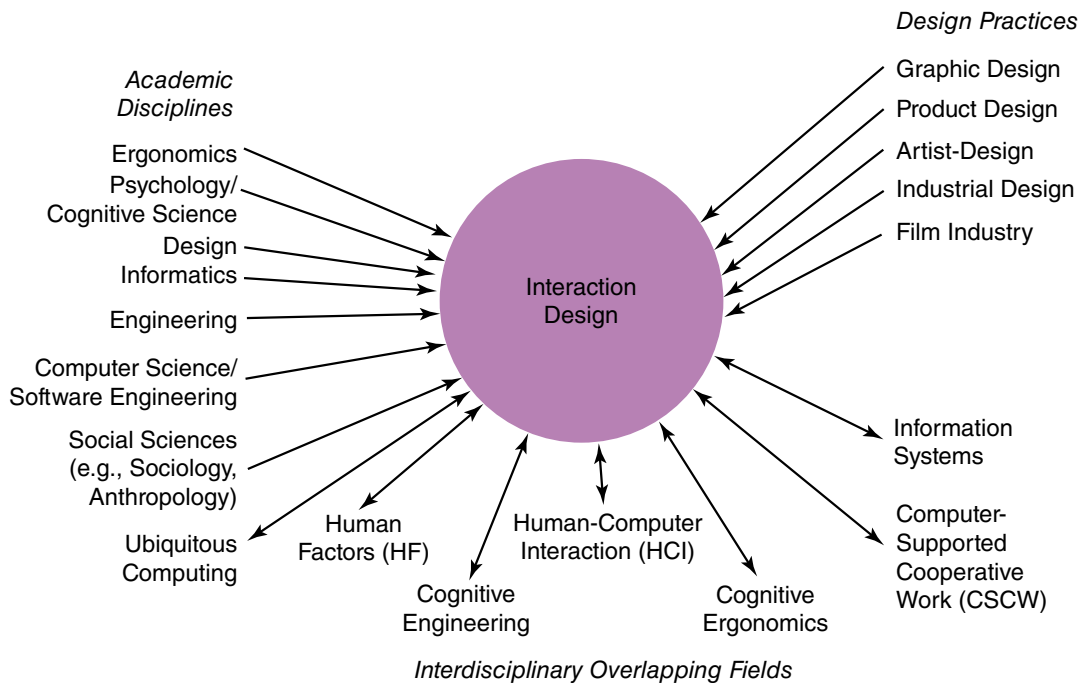 Academic
Disciplines
Ergonomics
Psychology/
Cognitive Science
Design
Informatics
Engineering
Computer Science/
Software Engineering
Social Sciences
(e.g., Sociology,
Anthropology)
Ubiquitous
Computing
Design Practices
Graphic Design
Product Design
Artist-Design
Industrial Design
Film Industry
Interaction
Design
Human
Factors (HF)
Cognitive
Engineering
Human-Computer
Interaction (HCI)
Cognitive
Ergonomics
Information
Systems
Computer-
Supported
Cooperative
Work (CSCW)
Interdisciplinary Overlapping Fields